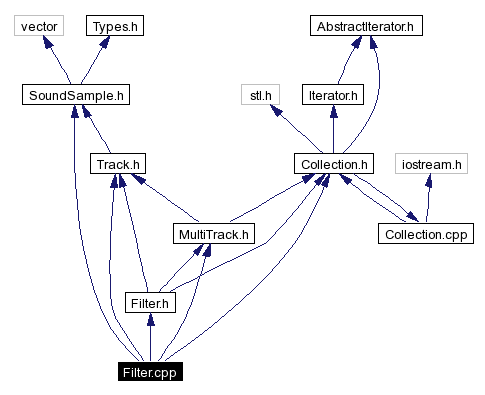 vector
Types.h
AbstractIterator.h
SoundSample.h
stl.h
Iterator.h
Track.h
Collection.h
iostream.h
MultiTrack.h
Collection.cpp
Filter.h
Filter.cpp